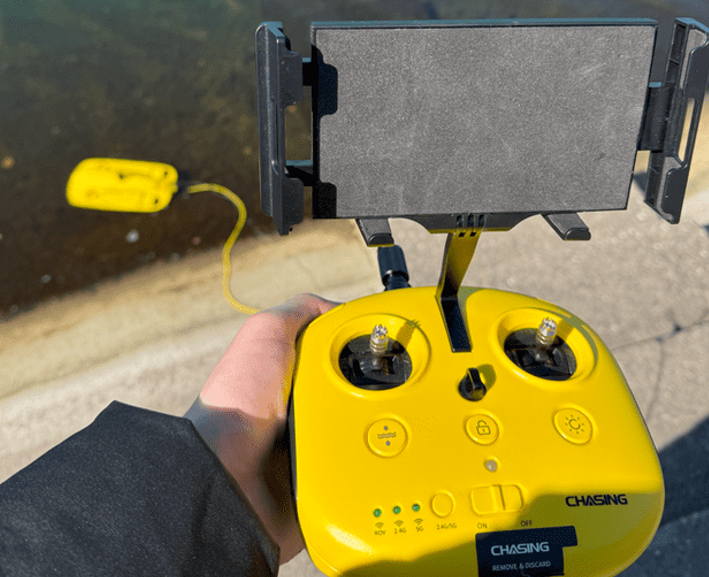 CHASING
ROV 2.4G 5G 2.4G/5G ON OFF
CHASING
REMOVE & DISCARD